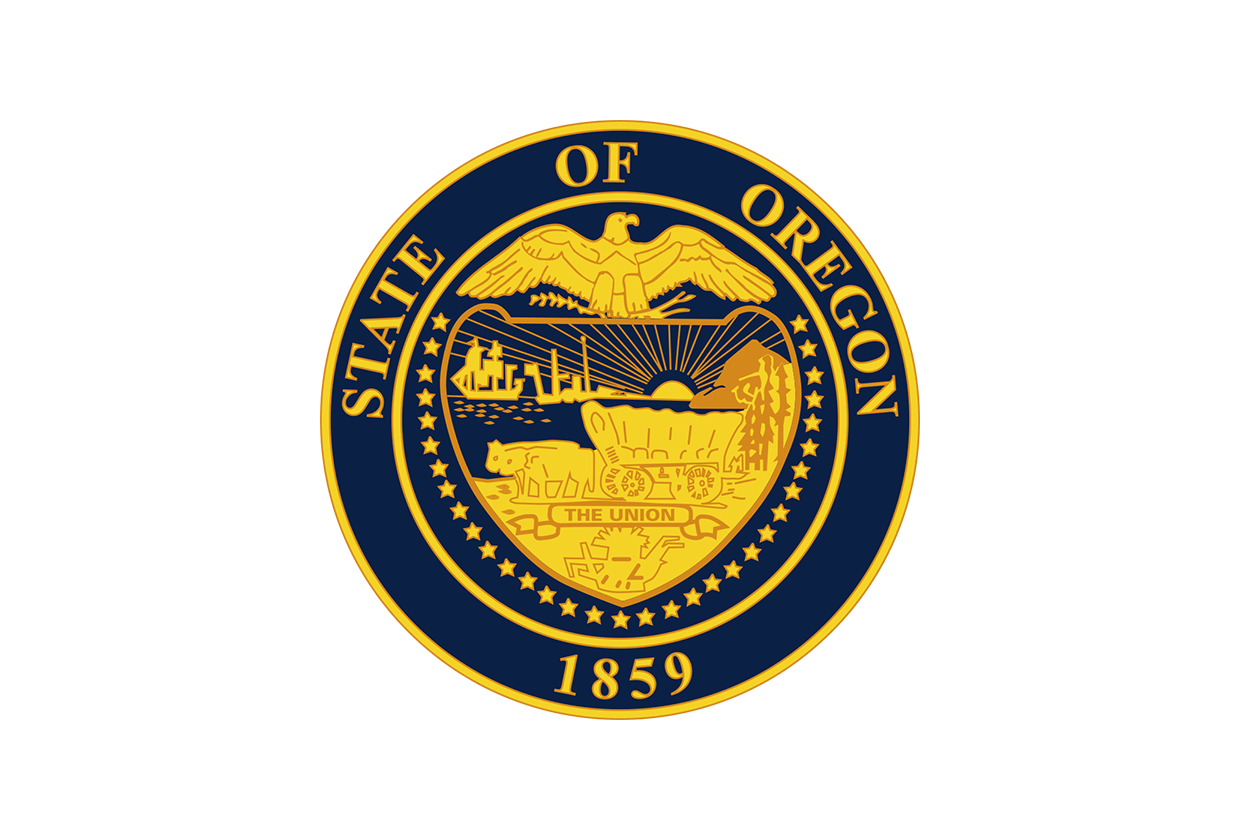 STATE OF OREGON
THE UNION
1859